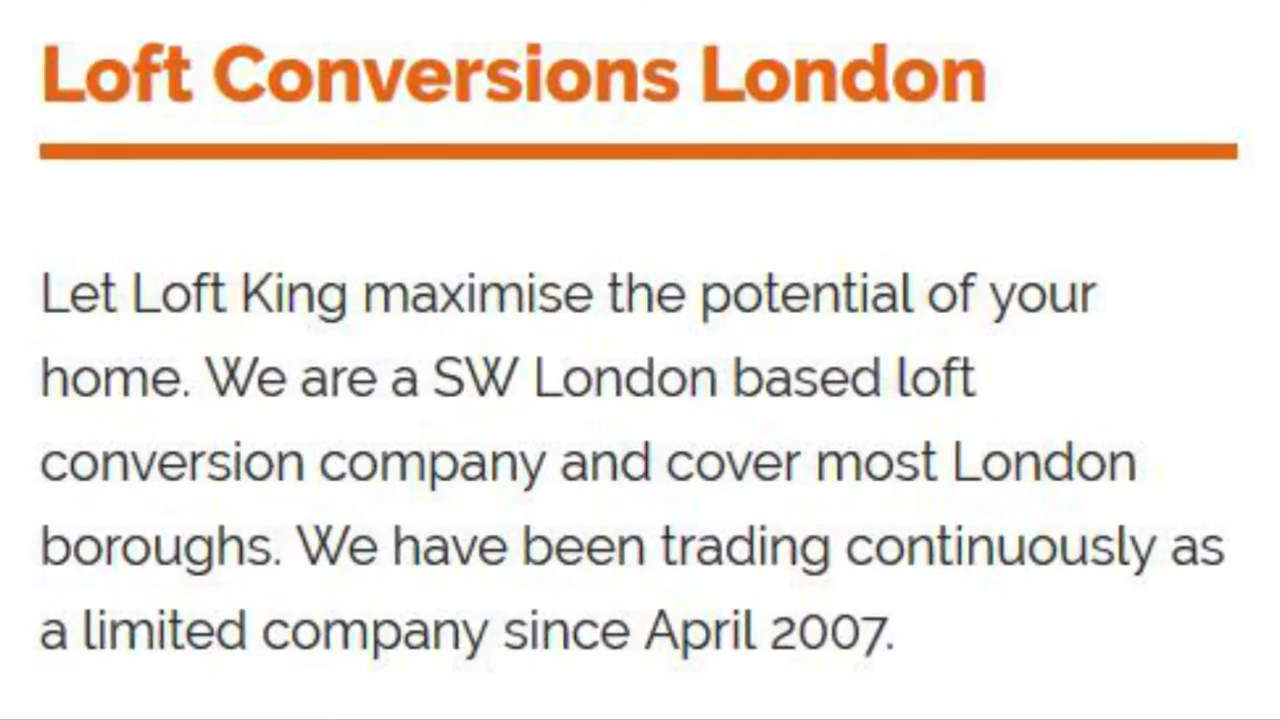 Loft Conversions London
Let Loft King maximise the potential of your
home. We are a SW London based loft
conversion company and cover most London
boroughs. We have been trading continuously as
a limited company since April 2007.